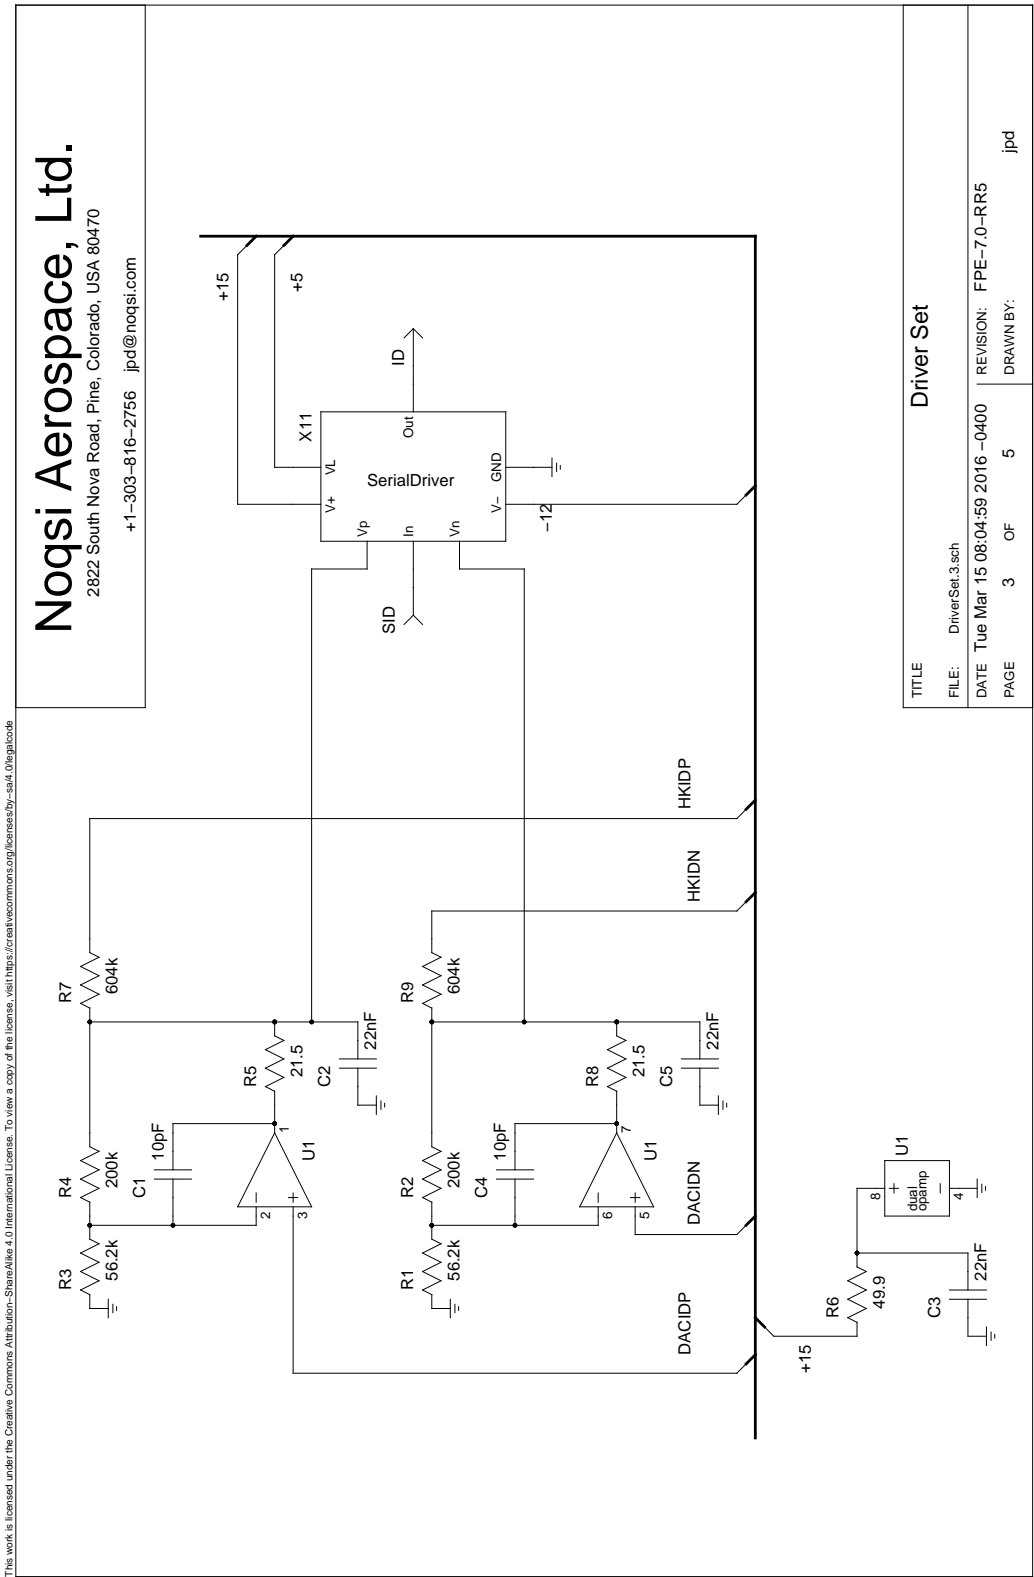 This work is licensed under the Creative Commons Attribution−ShareAlike 4.0 International License. To view a copy of the license, visit https://creativecommons.org/licenses/by−sa/4.0/legalcode
Noqsi Aerospace, Ltd.
2822 South Nova Road, Pine, Colorado, USA 80470
+1−303−816−2756 jpd@noqsi.com
R3
56.2k
R4
200k
R7
604k
C1
10pF
2
3
−
+
1
U1
R5
21.5
C2
22nF
R1
56.2k
R2
200k
R9
604k
C4
10pF
6
5
−
+
7
U1
R8
21.5
C5
22nF
DACIDP
DACIDN
HKIDN
HKIDP
+15
+5
X11
V+
VL
Vp
In
Vn
SerialDriver
Out
V−
GND
SID
ID
−12
+15
R6
49.9
C3
22nF
U1
8
+
dual
opamp
−
4
TITLE
Driver Set
FILE: DriverSet.3.sch
REVISION: FPE−7.0−RR5
DATE Tue Mar 15 08:04:59 2016 −0400
PAGE 3 OF 5
DRAWN BY: jpd